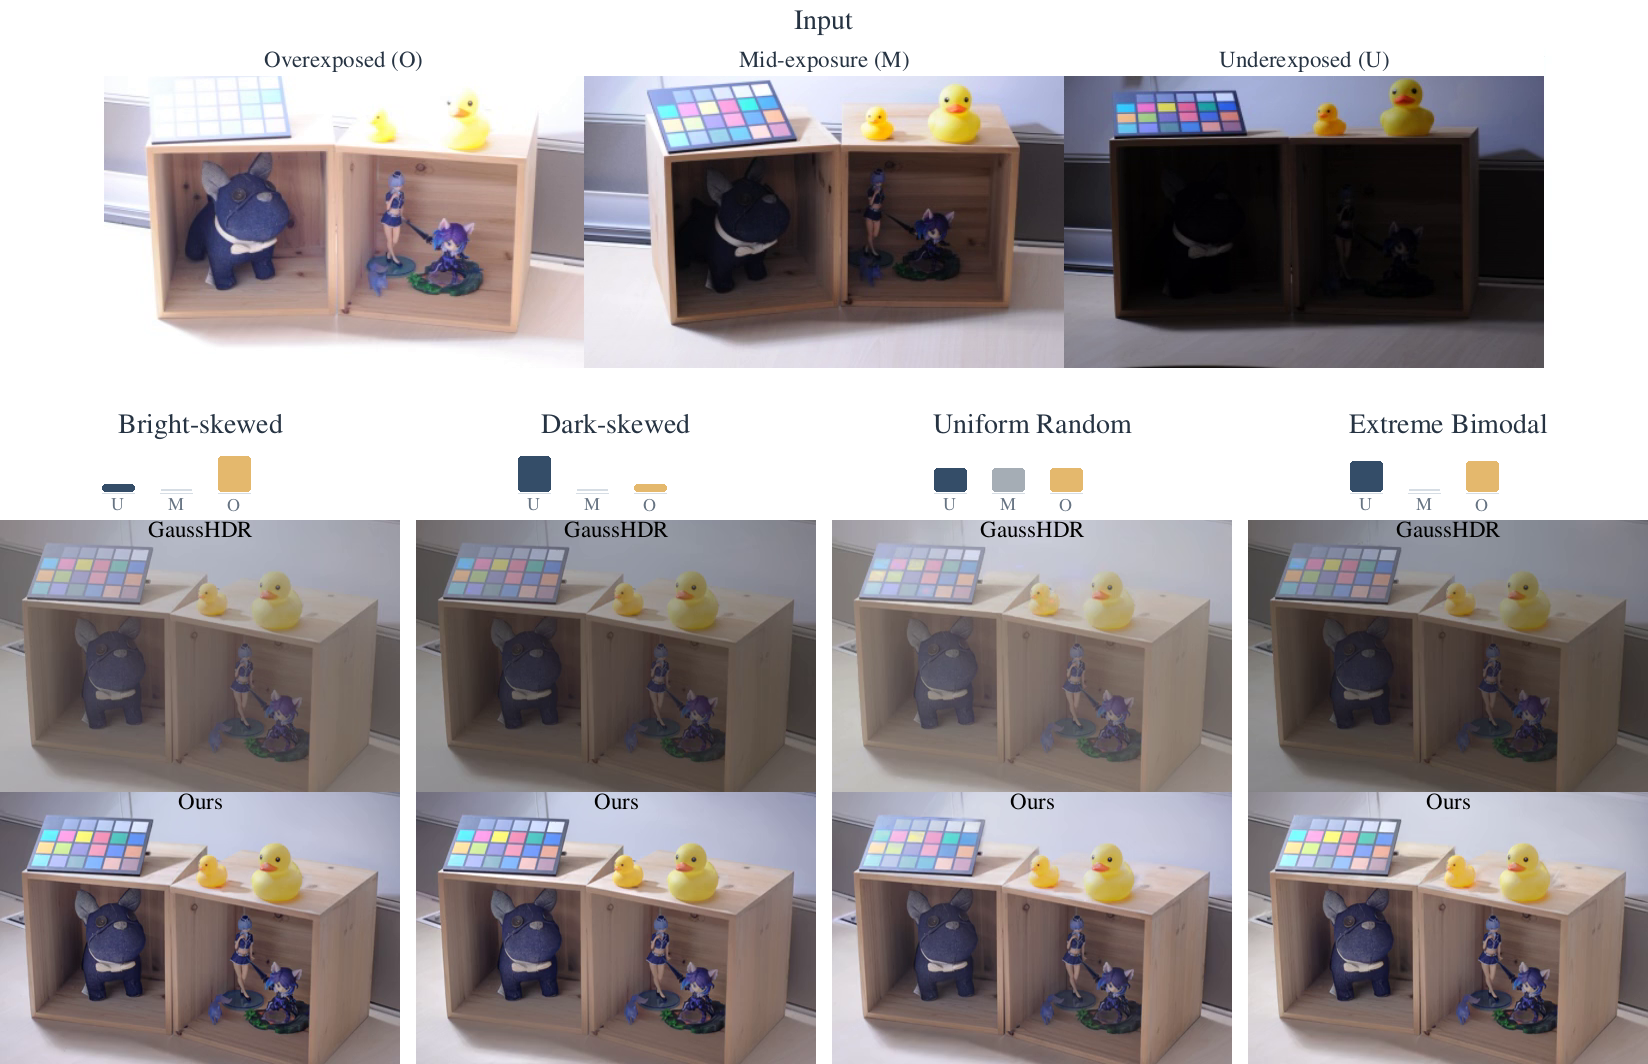 Input
Overexposed (O)
Mid-exposure (M)
Underexposed (U)
Bright-skewed
Dark-skewed
Uniform Random
Extreme Bimodal
U M O
U M O
U M O
U M O
GaussHDR
GaussHDR
GaussHDR
GaussHDR
Ours
Ours
Ours
Ours